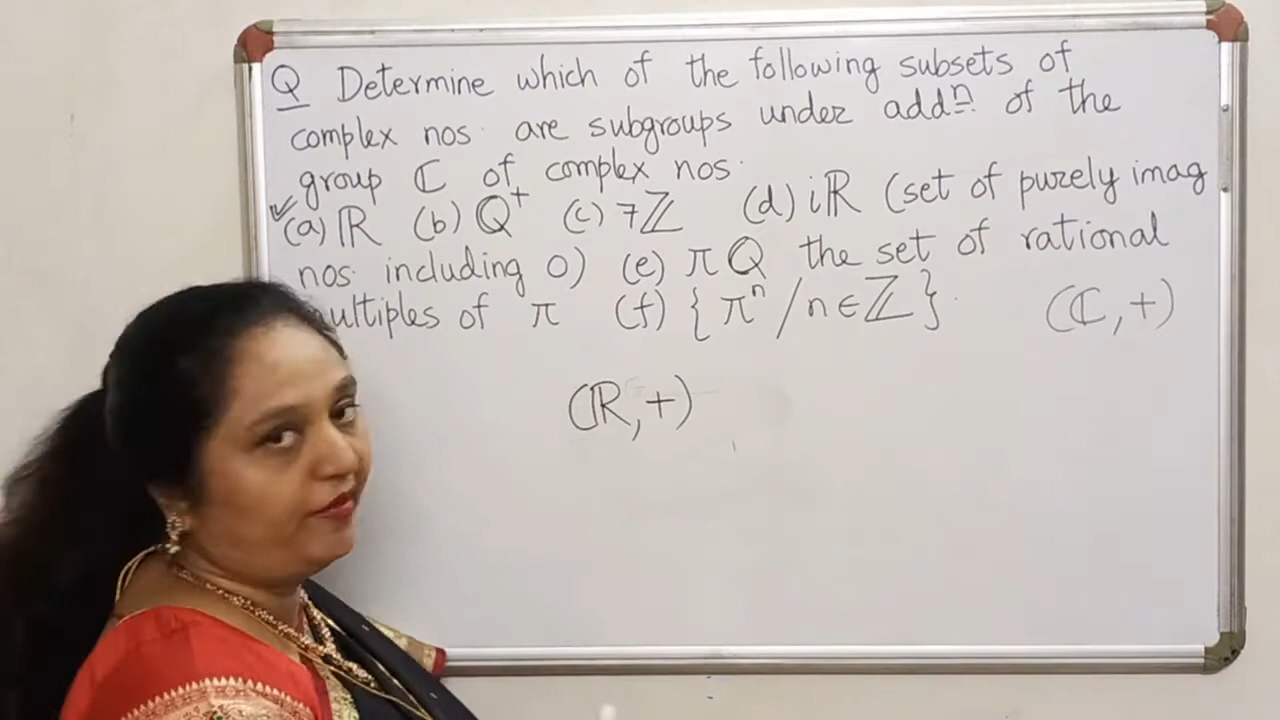 Q Determine which of the following subsets of
complex nos. are subgroups under addⁿ. of the
group ℂ of complex nos.
✓(a) ℝ (b) ℚ⁺ (c) 7ℤ (d) iℝ (set of purely imag
nos. including 0) (e) πℚ the set of rational
of π (f) {πⁿ / n ∈ ℤ}. (ℂ, +)
(ℝ, +)